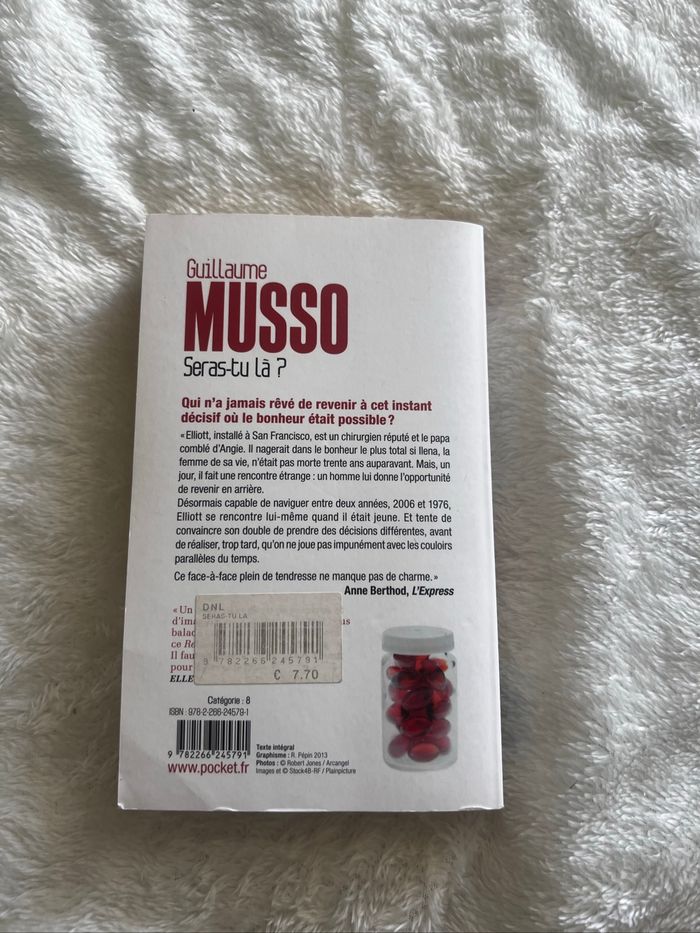 Guillaume
MUSSO
Seras-tu là ?
Qui n'a jamais rêvé de revenir à cet instant
décisif où le bonheur était possible ?
« Elliott, installé à San Francisco, est un chirurgien réputé et le papa
comblé d'Angie. Il nagerait dans le bonheur le plus total si Ilena, la
femme de sa vie, n'était pas morte trente ans auparavant. Mais, un
jour, il fait une rencontre étrange : un homme lui donne l'opportunité
de revenir en arrière.
Désormais capable de naviguer entre deux années, 2006 et 1976,
Elliott se rencontre lui-même quand il était jeune. Et tente de
convaincre son double de prendre des décisions différentes, avant
de réaliser, trop tard, qu'on ne joue pas impunément avec les couloirs
parallèles du temps.
Ce face-à-face plein de tendresse ne manque pas de charme. »
Anne Berthod, L'Express
« Un
ce
Il
pour
ELLE
DNL
SERAS-TU LA
9 782266 245791
€ 7.70
Catégorie : 8
ISBN : 978-2-266-24579-1
9 782266 245791
www.pocket.fr
Texte intégral
Graphisme : R. Pépin 2013
Photos : © Robert Jones / Arcangel
Images et © Stock4B-RF / Plainpicture